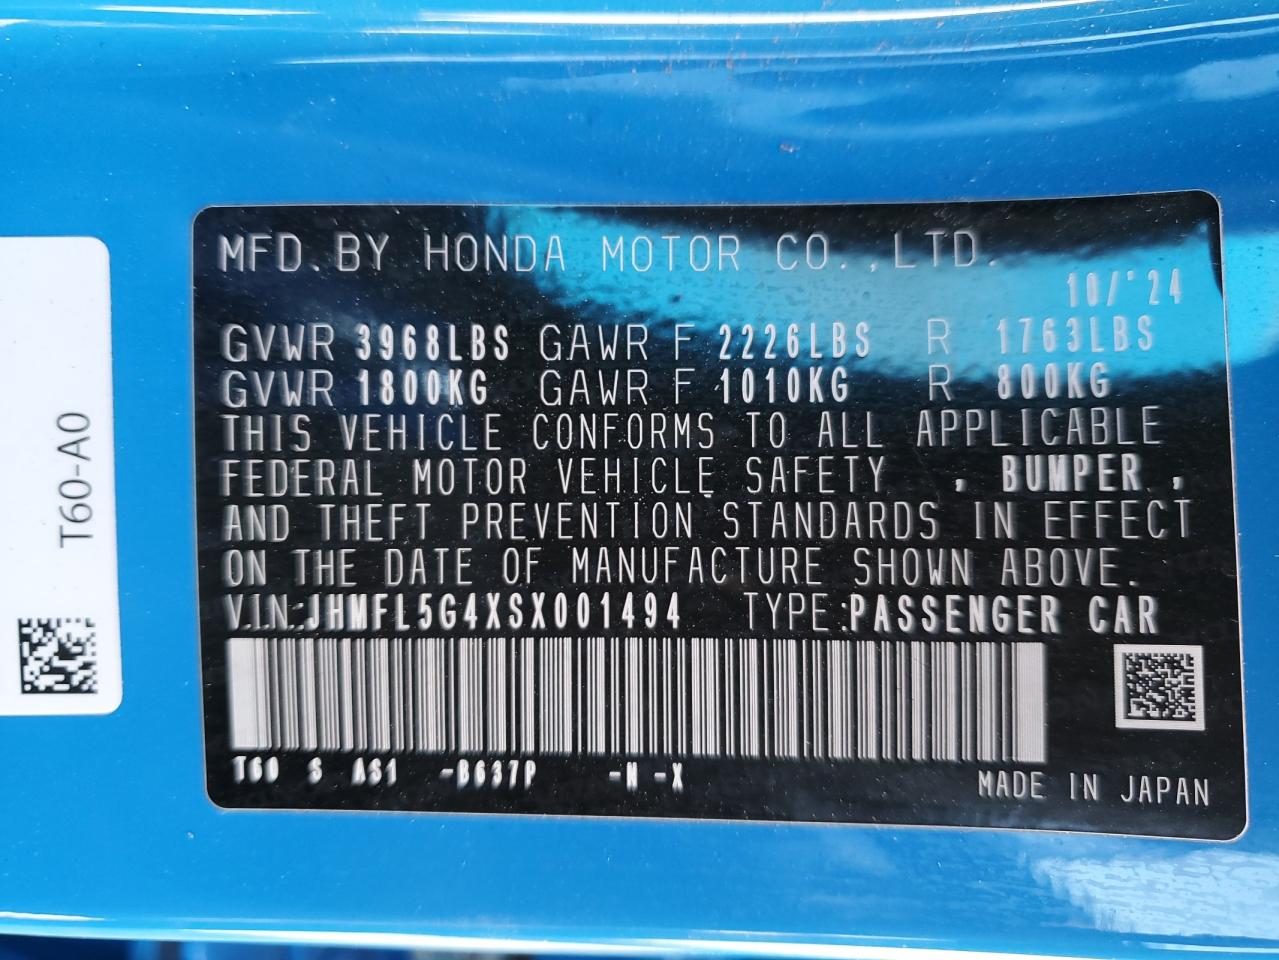 MFD. BY HONDA MOTOR CO.,LTD.
10/'24
GVWR 3968LBS GAWR F 2226LBS R 1763LBS
GVWR 1800KG GAWR F 1010KG R 800KG
THIS VEHICLE CONFORMS TO ALL APPLICABLE
FEDERAL MOTOR VEHICLE SAFETY , BUMPER ,
AND THEFT PREVENTION STANDARDS IN EFFECT
ON THE DATE OF MANUFACTURE SHOWN ABOVE.
V.I.N.:JHMFL5G4XSX001494 TYPE:PASSENGER CAR
T60 S AS1 -B637P -N -X
MADE IN JAPAN
T60-A0